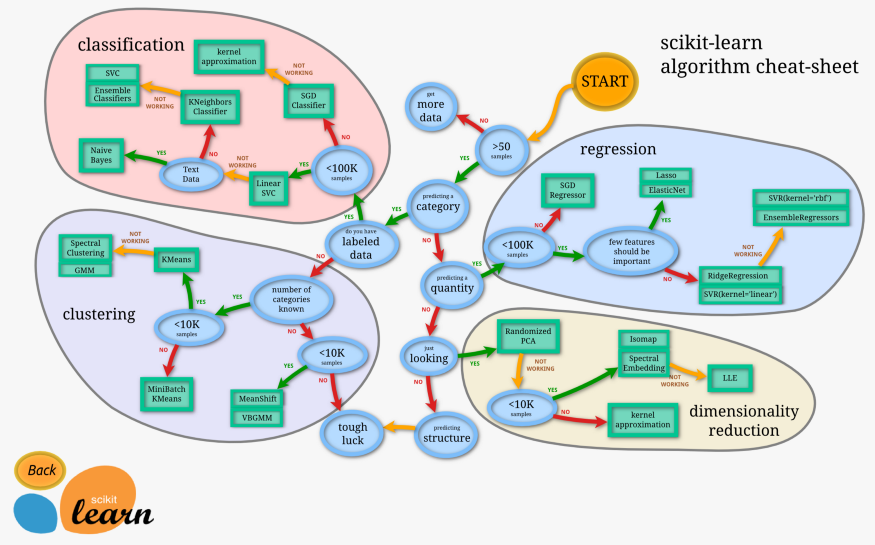 scikit-learn
algorithm cheat-sheet
START
>50
samples
NO
get
more
data
YES
predicting a
category
YES
NO
do you have
labeled
data
YES
NO
predicting a
quantity
YES
NO
just
looking
YES
NO
predicting
structure
tough
luck
classification
<100K
samples
YES
NO
Linear
SVC
NOT
WORKING
Text
Data
YES
NO
Naive
Bayes
KNeighbors
Classifier
NOT
WORKING
SVC
Ensemble
Classifiers
SGD
Classifier
NOT
WORKING
kernel
approximation
clustering
number of
categories
known
YES
NO
<10K
samples
YES
NO
KMeans
NOT
WORKING
Spectral
Clustering
GMM
MiniBatch
KMeans
<10K
samples
YES
NO
MeanShift
VBGMM
regression
<100K
samples
NO
YES
SGD
Regressor
few features
should be
important
YES
NO
Lasso
ElasticNet
RidgeRegression
SVR(kernel='linear')
NOT
WORKING
SVR(kernel='rbf')
EnsembleRegressors
dimensionality
reduction
Randomized
PCA
NOT
WORKING
<10K
samples
YES
NO
Isomap
Spectral
Embedding
NOT
WORKING
LLE
kernel
approximation
Back
scikit
learn